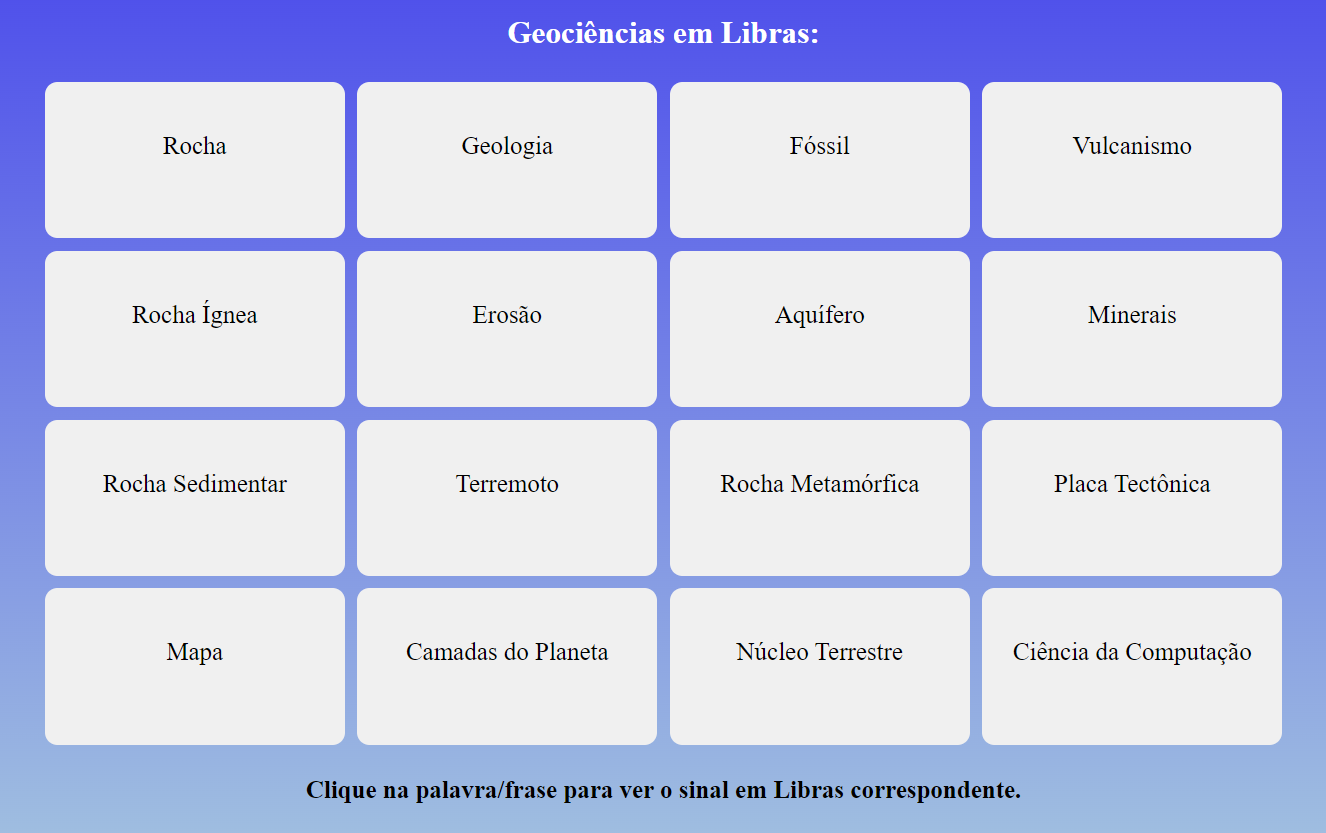 Geociências em Libras:
Rocha
Geologia
Fóssil
Vulcanismo
Rocha Ígnea
Erosão
Aquífero
Minerais
Rocha Sedimentar
Terremoto
Rocha Metamórfica
Placa Tectônica
Mapa
Camadas do Planeta
Núcleo Terrestre
Ciência da Computação
Clique na palavra/frase para ver o sinal em Libras correspondente.